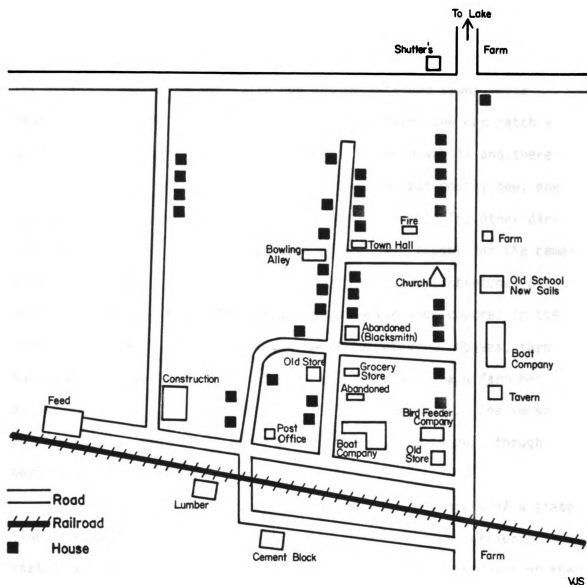 To Lake
Shutter's
Farm
Fire
Town Hall
Farm
Bowling
Alley
Church
Old School
New Sails
Abandoned
(Blacksmith)
Boat
Company
Old Store
Grocery
Store
Construction
Abandoned
Tavern
Feed
Bird Feeder
Company
Post
Office
Boat
Company
Old
Store
Lumber
Road
Railroad
House
Cement Block
Farm
WJS